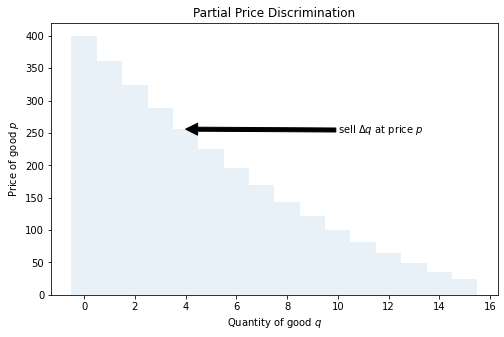 Partial Price Discrimination
400
350
300
250
200
150
100
50
0
Price of good p
sell Δq at price p
0 2 4 6 8 10 12 14 16
Quantity of good q